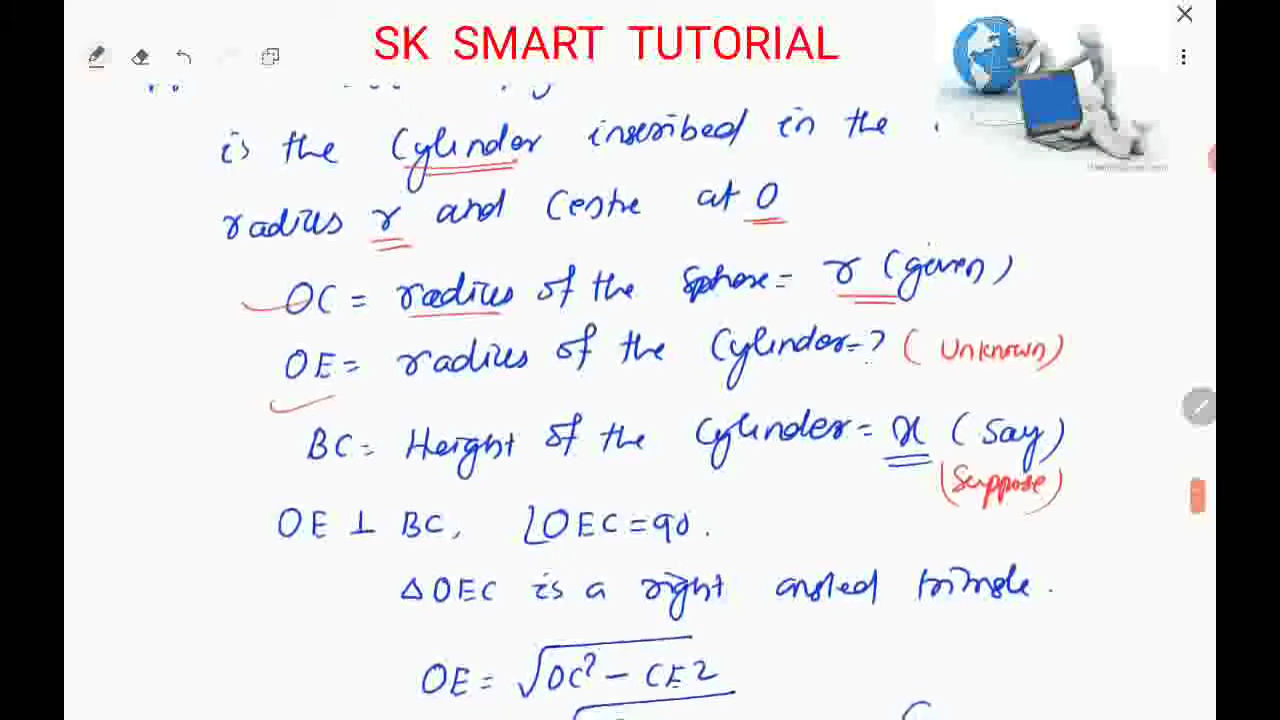 SK SMART TUTORIAL
is the Cylinder inscribed in the
radius r and Centre at O
OC = radius of the Sphere = r (given)
OE = radius of the Cylinder = ? (Unknown)
BC = Height of the Cylinder = x (Say)
(Suppose)
OE ⊥ BC, ∠OEC = 90.
Δ OEC is a right angled triangle.
OE = √OC² − CE2